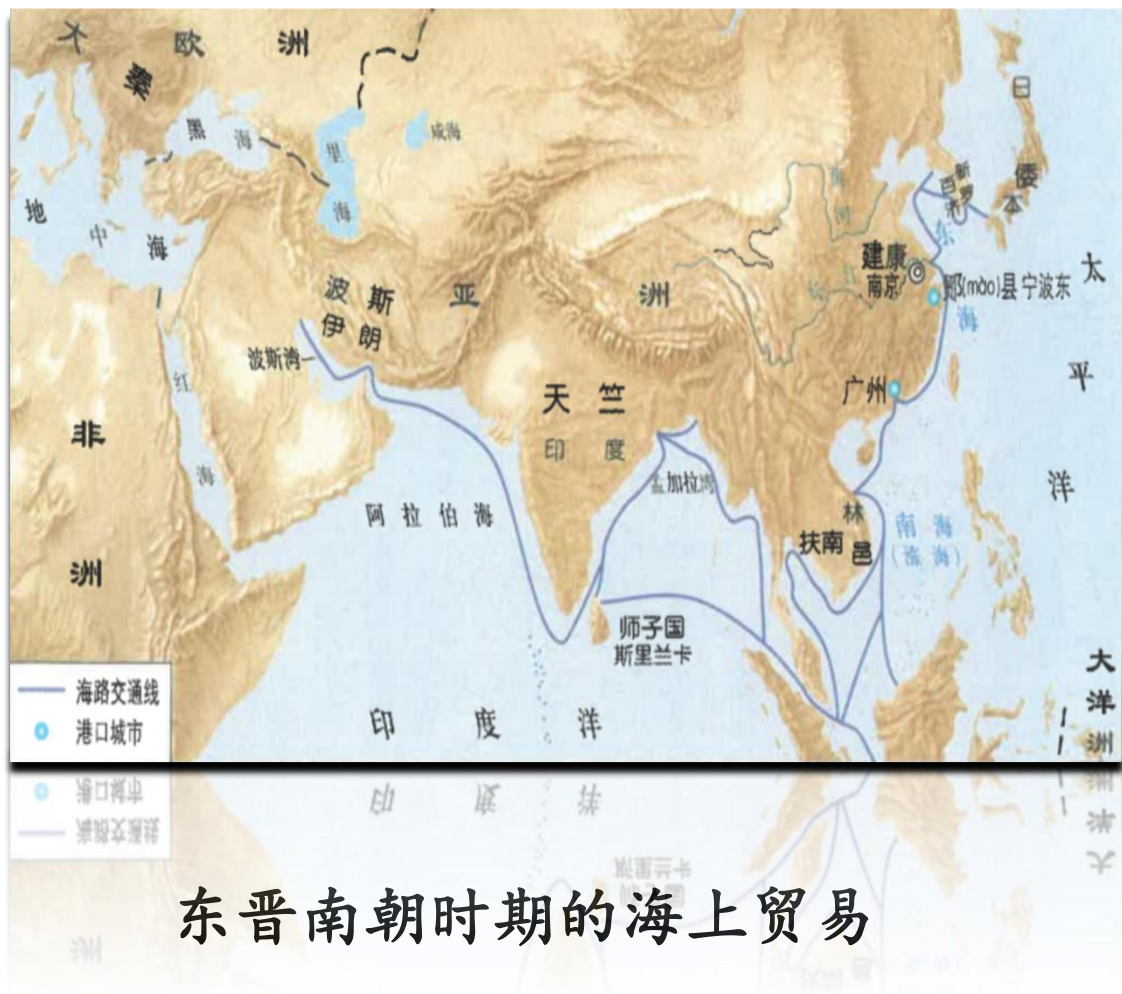 大秦
欧洲
黑海
里海
咸海
地中海
波斯
伊朗
亚洲
波斯湾
红海
非洲
阿拉伯海
天竺
印度
孟加拉湾
师子国
斯里兰卡
印度洋
黄河
长江
建康
南京
鄮(mào)县 宁波东
广州
林邑
扶南
南海
(涨海)
东海
百济
新罗
日本
倭
太平洋
大洋洲
海路交通线
港口城市
东晋南朝时期的海上贸易